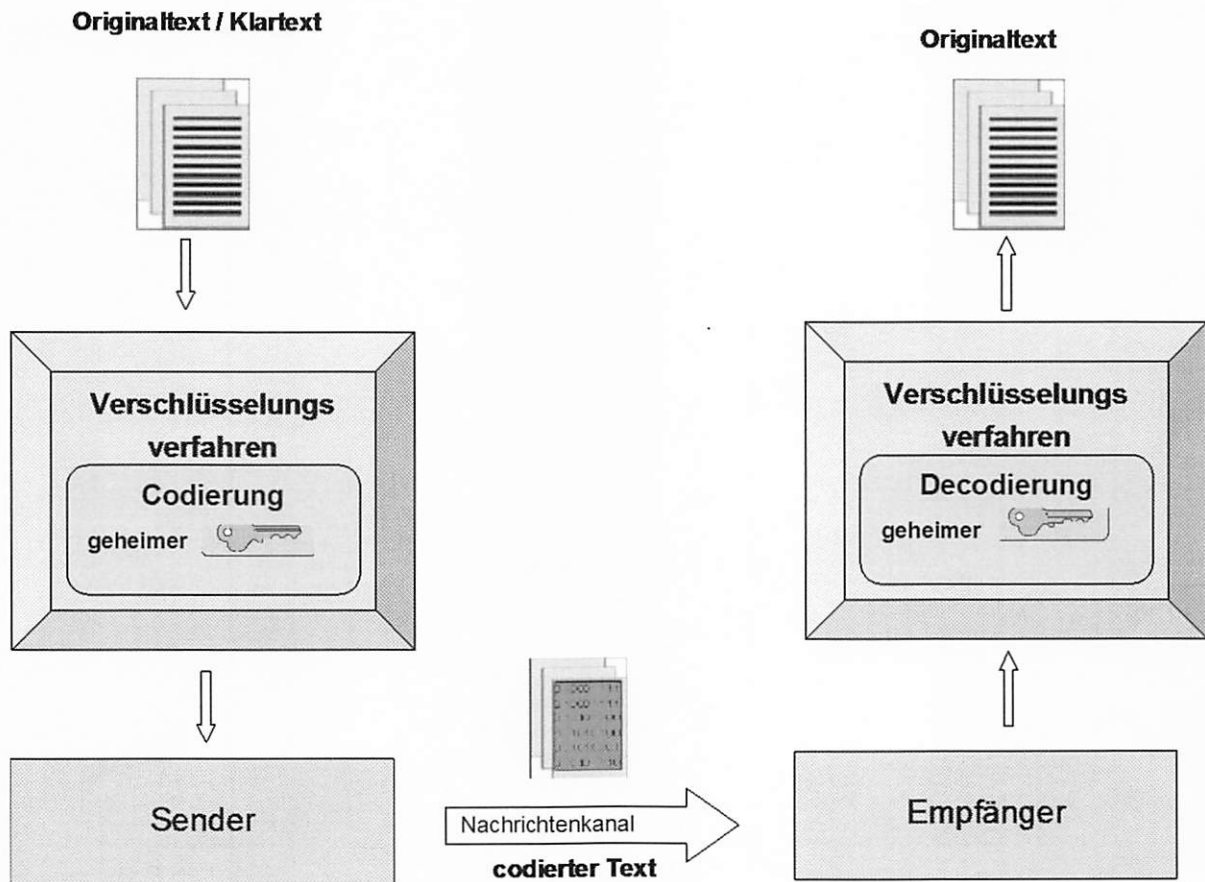 Originaltext / Klartext
Originaltext
Verschlüsselungs
verfahren
Codierung
geheimer
Verschlüsselungs
verfahren
Decodierung
geheimer
Sender
Nachrichtenkanal
codierter Text
Empfänger